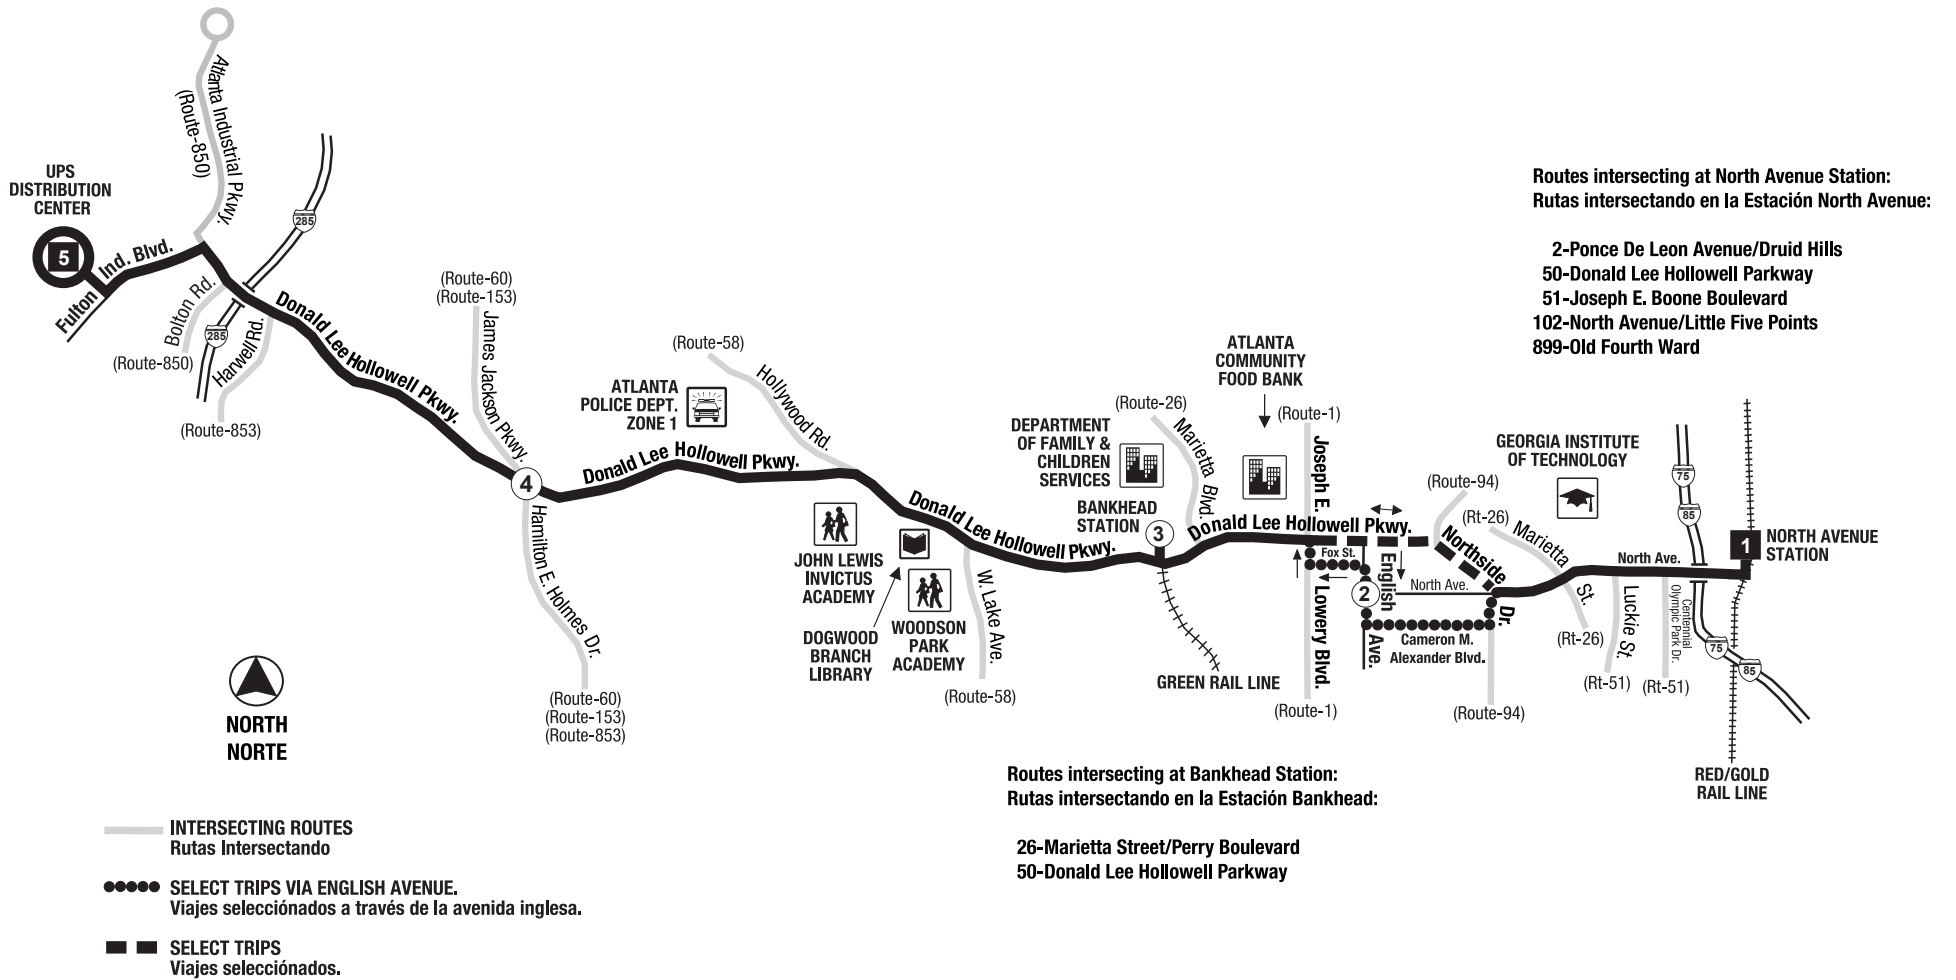 Atlanta Industrial Pkwy.
(Route-850)
UPS
DISTRIBUTION
CENTER
5
Ind. Blvd.
Fulton
285
Bolton Rd.
(Route-850)
285
Harwell Rd.
(Route-853)
Donald Lee Hollowell Pkwy.
(Route-60)
(Route-153)
James Jackson Pkwy.
4
Hamilton E. Holmes Dr.
(Route-60)
(Route-153)
(Route-853)
ATLANTA
POLICE DEPT.
ZONE 1
Donald Lee Hollowell Pkwy.
(Route-58)
Hollywood Rd.
JOHN LEWIS
INVICTUS
ACADEMY
DOGWOOD
BRANCH
LIBRARY
WOODSON
PARK
ACADEMY
Donald Lee Hollowell Pkwy.
W. Lake Ave.
(Route-58)
DEPARTMENT
OF FAMILY &
CHILDREN
SERVICES
BANKHEAD
STATION
3
(Route-26)
Marietta Blvd.
GREEN RAIL LINE
ATLANTA
COMMUNITY
FOOD BANK
(Route-1)
Joseph E.
Lowery Blvd.
(Route-1)
Donald Lee Hollowell Pkwy.
Fox St.
2
English
Ave.
North Ave.
Cameron M.
Alexander Blvd.
(Route-94)
Northside
Dr.
(Route-94)
(Rt-26)
Marietta
St.
(Rt-26)
GEORGIA INSTITUTE
OF TECHNOLOGY
North Ave.
Luckie St.
(Rt-51)
Centennial
Olympic Park Dr.
(Rt-51)
75
85
75
85
1
NORTH AVENUE
STATION
RED/GOLD
RAIL LINE
Routes intersecting at North Avenue Station:
Rutas intersectando en la Estación North Avenue:
2-Ponce De Leon Avenue/Druid Hills
50-Donald Lee Hollowell Parkway
51-Joseph E. Boone Boulevard
102-North Avenue/Little Five Points
899-Old Fourth Ward
NORTH
NORTE
Routes intersecting at Bankhead Station:
Rutas intersectando en la Estación Bankhead:
26-Marietta Street/Perry Boulevard
50-Donald Lee Hollowell Parkway
INTERSECTING ROUTES
Rutas Intersectando
SELECT TRIPS VIA ENGLISH AVENUE.
Viajes selecciónados a través de la avenida inglesa.
SELECT TRIPS
Viajes selecciónados.